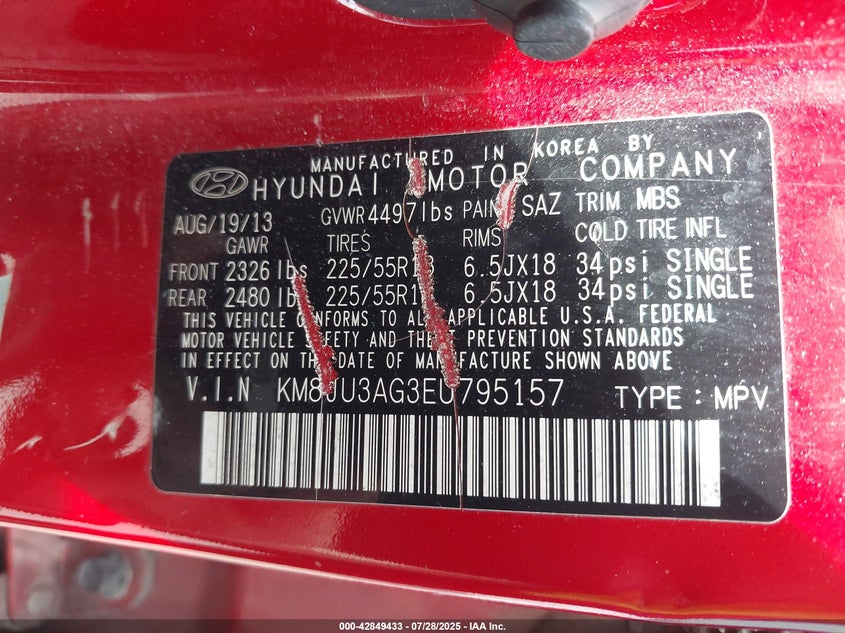 MANUFACTURED IN KOREA BY
HYUNDAI MOTOR COMPANY
AUG/19/13 GVWR 4497lbs PAINT SAZ TRIM MBS
GAWR TIRES RIMS COLD TIRE INFL
FRONT 2326 lbs 225/55R18 6.5JX18 34psi SINGLE
REAR 2480 lbs 225/55R18 6.5JX18 34psi SINGLE
THIS VEHICLE CONFORMS TO ALL APPLICABLE U.S.A. FEDERAL
MOTOR VEHICLE SAFETY AND THEFT PREVENTION STANDARDS
IN EFFECT ON THE DATE OF MANUFACTURE SHOWN ABOVE
V.I.N KM8JU3AG3EU795157 TYPE : MPV
000-42849433 - 07/28/2025 - IAA Inc.